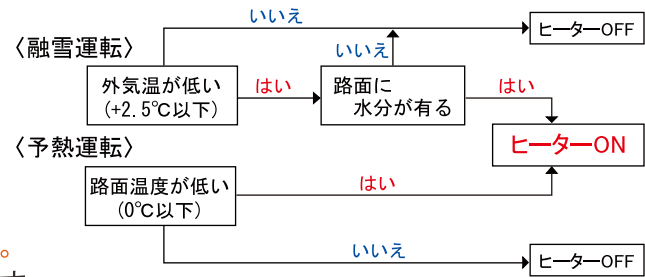 いいえ
ヒーターOFF
〈融雪運転〉
いいえ
外気温が低い
(+2.5℃以下)
はい
路面に
水分が有る
はい
ヒーターON
〈予熱運転〉
路面温度が低い
(0℃以下)
はい
いいえ
ヒーターOFF
。